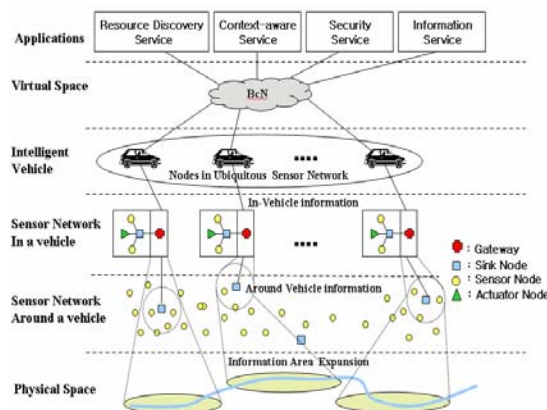 Applications
Resource Discovery
Service
Context-aware
Service
Security
Service
Information
Service
Virtual Space
BcN
Intelligent
Vehicle
Nodes in Ubiquitous Sensor Network
In-Vehicle information
Sensor Network
In a vehicle
: Gateway
: Sink Node
: Sensor Node
: Actuator Node
Around Vehicle information
Sensor Network
Around a vehicle
Information Area Expansion
Physical Space